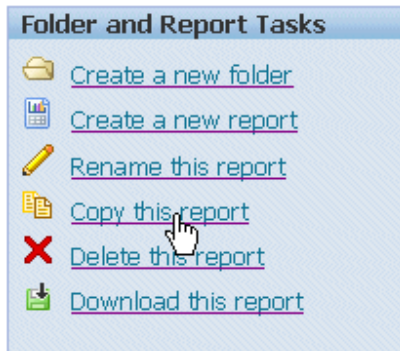 Folder and Report Tasks
Create a new folder
Create a new report
Rename this report
Copy this report
Delete this report
Download this report